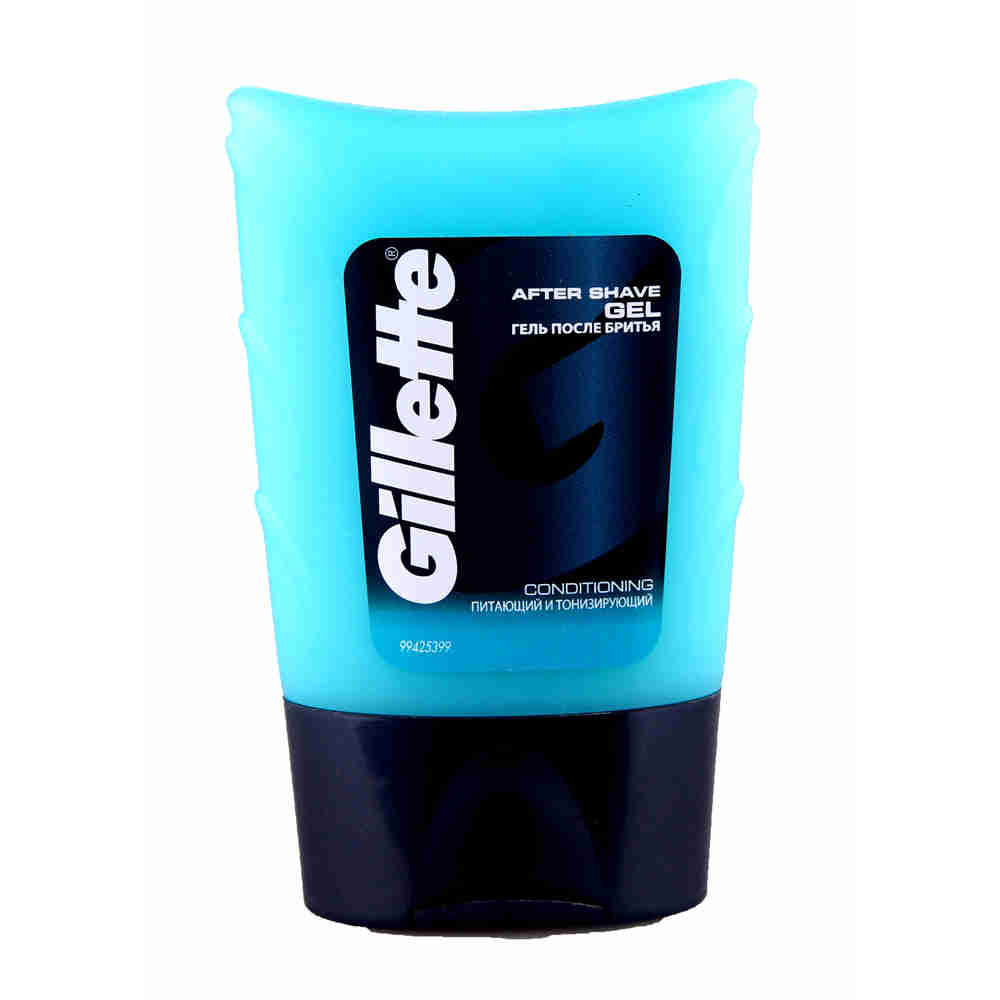 Gillette®
AFTER SHAVE
GEL
ГЕЛЬ ПОСЛЕ БРИТЬЯ
CONDITIONING
ПИТАЮЩИЙ И ТОНИЗИРУЮЩИЙ
99425399